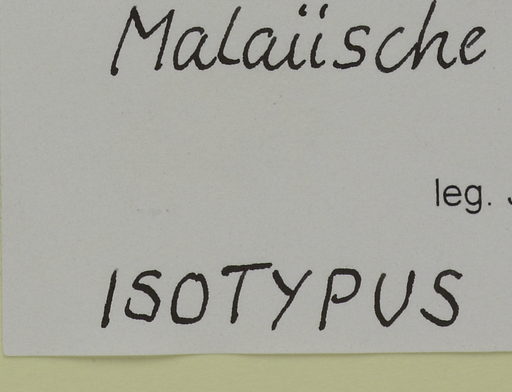 Malaiische
leg.
ISOTYPUS